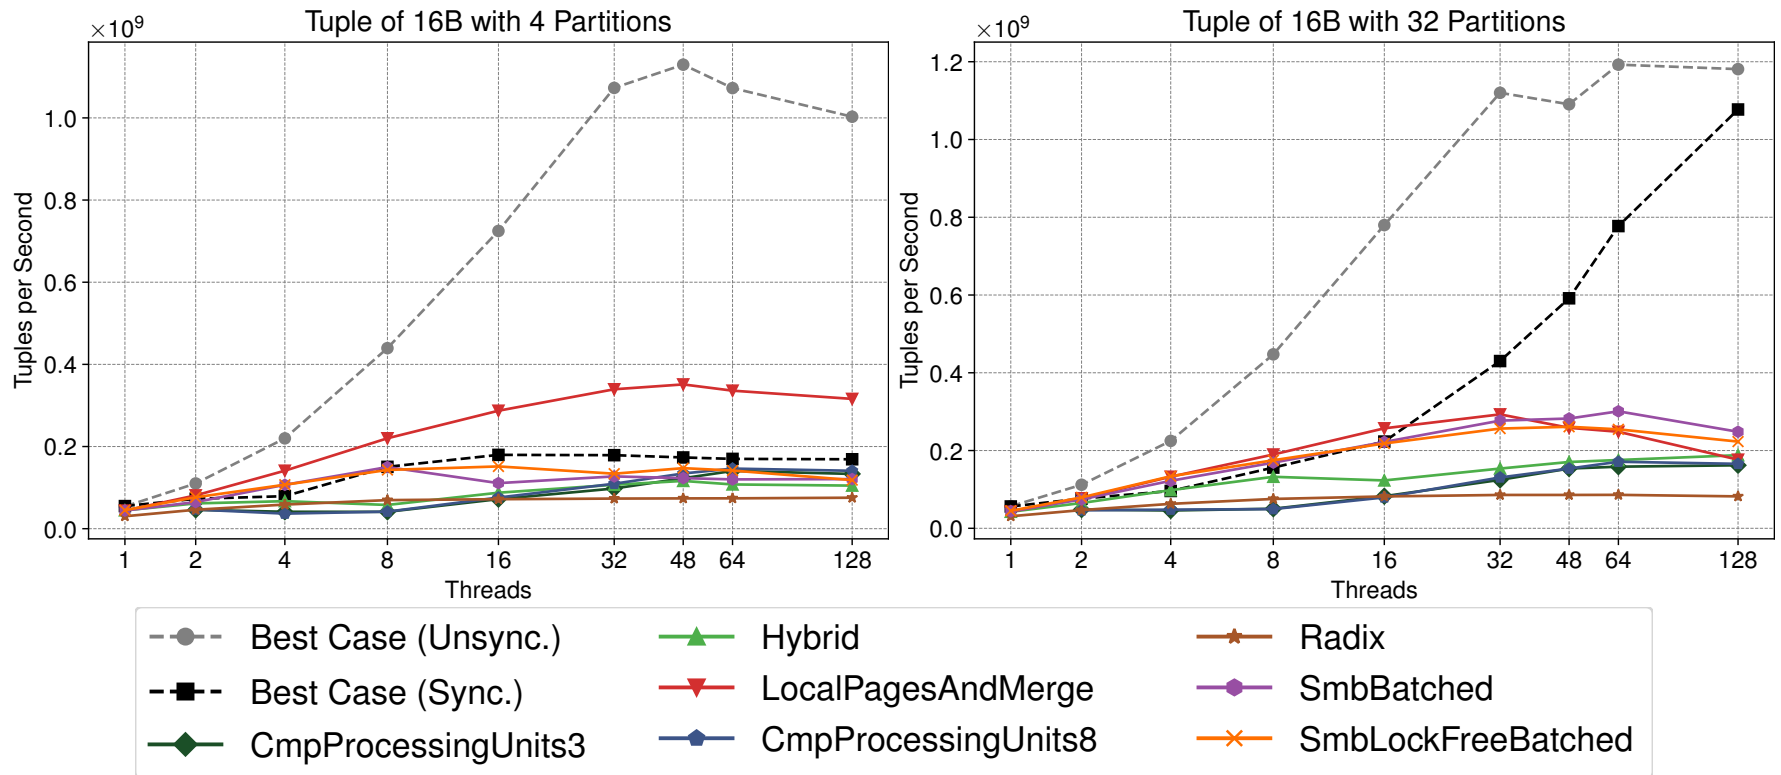 Tuple of 16B with 4 Partitions
×10⁹
1.0
0.8
0.6
0.4
0.2
0.0
Tuples per Second
1 2 4 8 16 32 48 64 128
Threads
Tuple of 16B with 32 Partitions
×10⁹
1.2
1.0
0.8
0.6
0.4
0.2
0.0
Tuples per Second
1 2 4 8 16 32 48 64 128
Threads
Best Case (Unsync.)
Best Case (Sync.)
CmpProcessingUnits3
Hybrid
LocalPagesAndMerge
CmpProcessingUnits8
Radix
SmbBatched
SmbLockFreeBatched